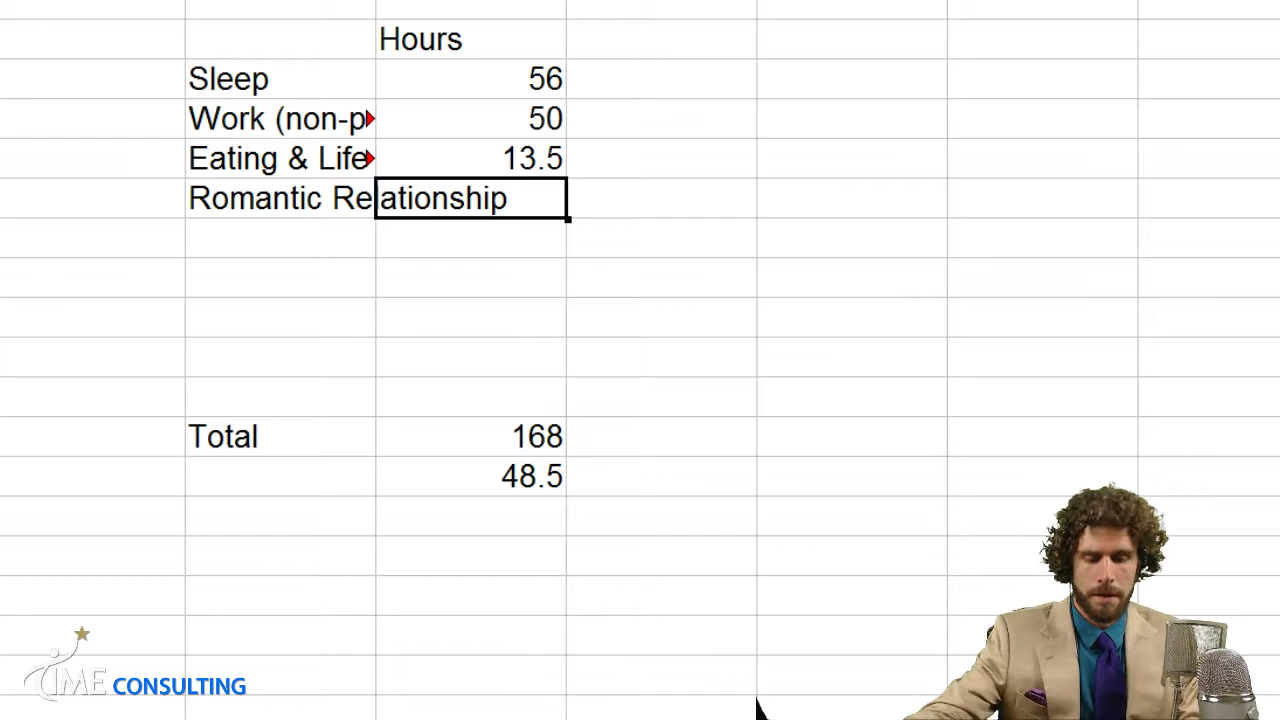 Hours
Sleep 56
Work (non-p 50
Eating & Life 13.5
Romantic Relationship
Total 168
48.5
TIME CONSULTING